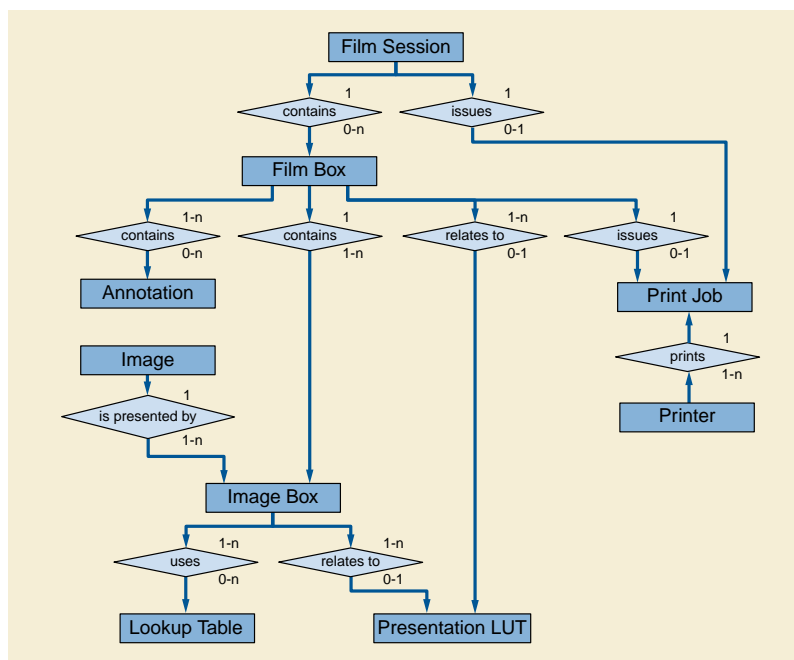 Film Session
1
1
contains
issues
0-n
0-1
Film Box
1-n
1
1-n
1
contains
contains
relates to
issues
0-n
1-n
0-1
0-1
Annotation
Print Job
Image
1
prints
1-n
1
is presented by
1-n
Printer
Image Box
1-n
1-n
uses
relates to
0-n
0-1
Lookup Table
Presentation LUT